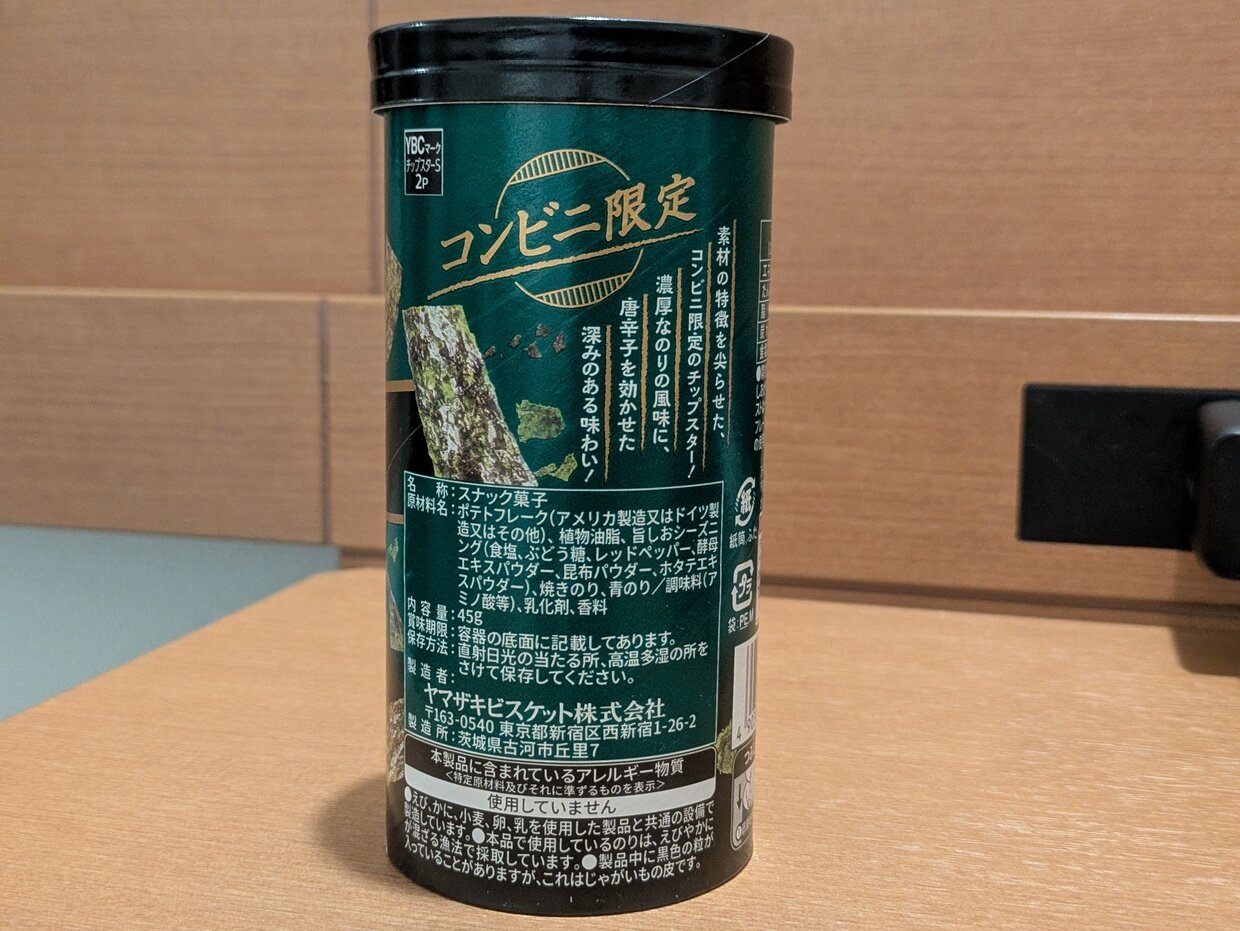 YBCマーク
チップスターS
2P
コンビニ限定
素材の特徴を尖らせた、
コンビニ限定のチップスター!
濃厚なのりの風味に、
唐辛子を効かせた
深みのある味わい!
名称:スナック菓子
原材料名:ポテトフレーク(アメリカ製造又はドイツ製
造又はその他)、植物油脂、旨しおシーズニ
ング(食塩、ぶどう糖、レッドペッパー、酵母
エキスパウダー、昆布パウダー、ホタテエキ
スパウダー)、焼きのり、青のり/調味料(ア
ミノ酸等)、乳化剤、香料
内容量:45g
賞味期限:容器の底面に記載してあります。
保存方法:直射日光の当たる所、高温多湿の所を
さけて保存してください。
製造者:
ヤマザキビスケット株式会社
〒163-0540 東京都新宿区西新宿1-26-2
製造所:茨城県古河市丘里7
本製品に含まれているアレルギー物質
<特定原材料及びそれに準ずるものを表示>
使用していません
●えび、かに、小麦、卵、乳を使用した製品と共通の設備で
製造しています。●本品で使用しているのりは、えびやかに
が混ざる漁法で採取しています。●製品中に黒色の粒が
入っていることがありますが、これはじゃがいもの皮です。
紙
紙筒 ふた
プラ
袋:PE,M